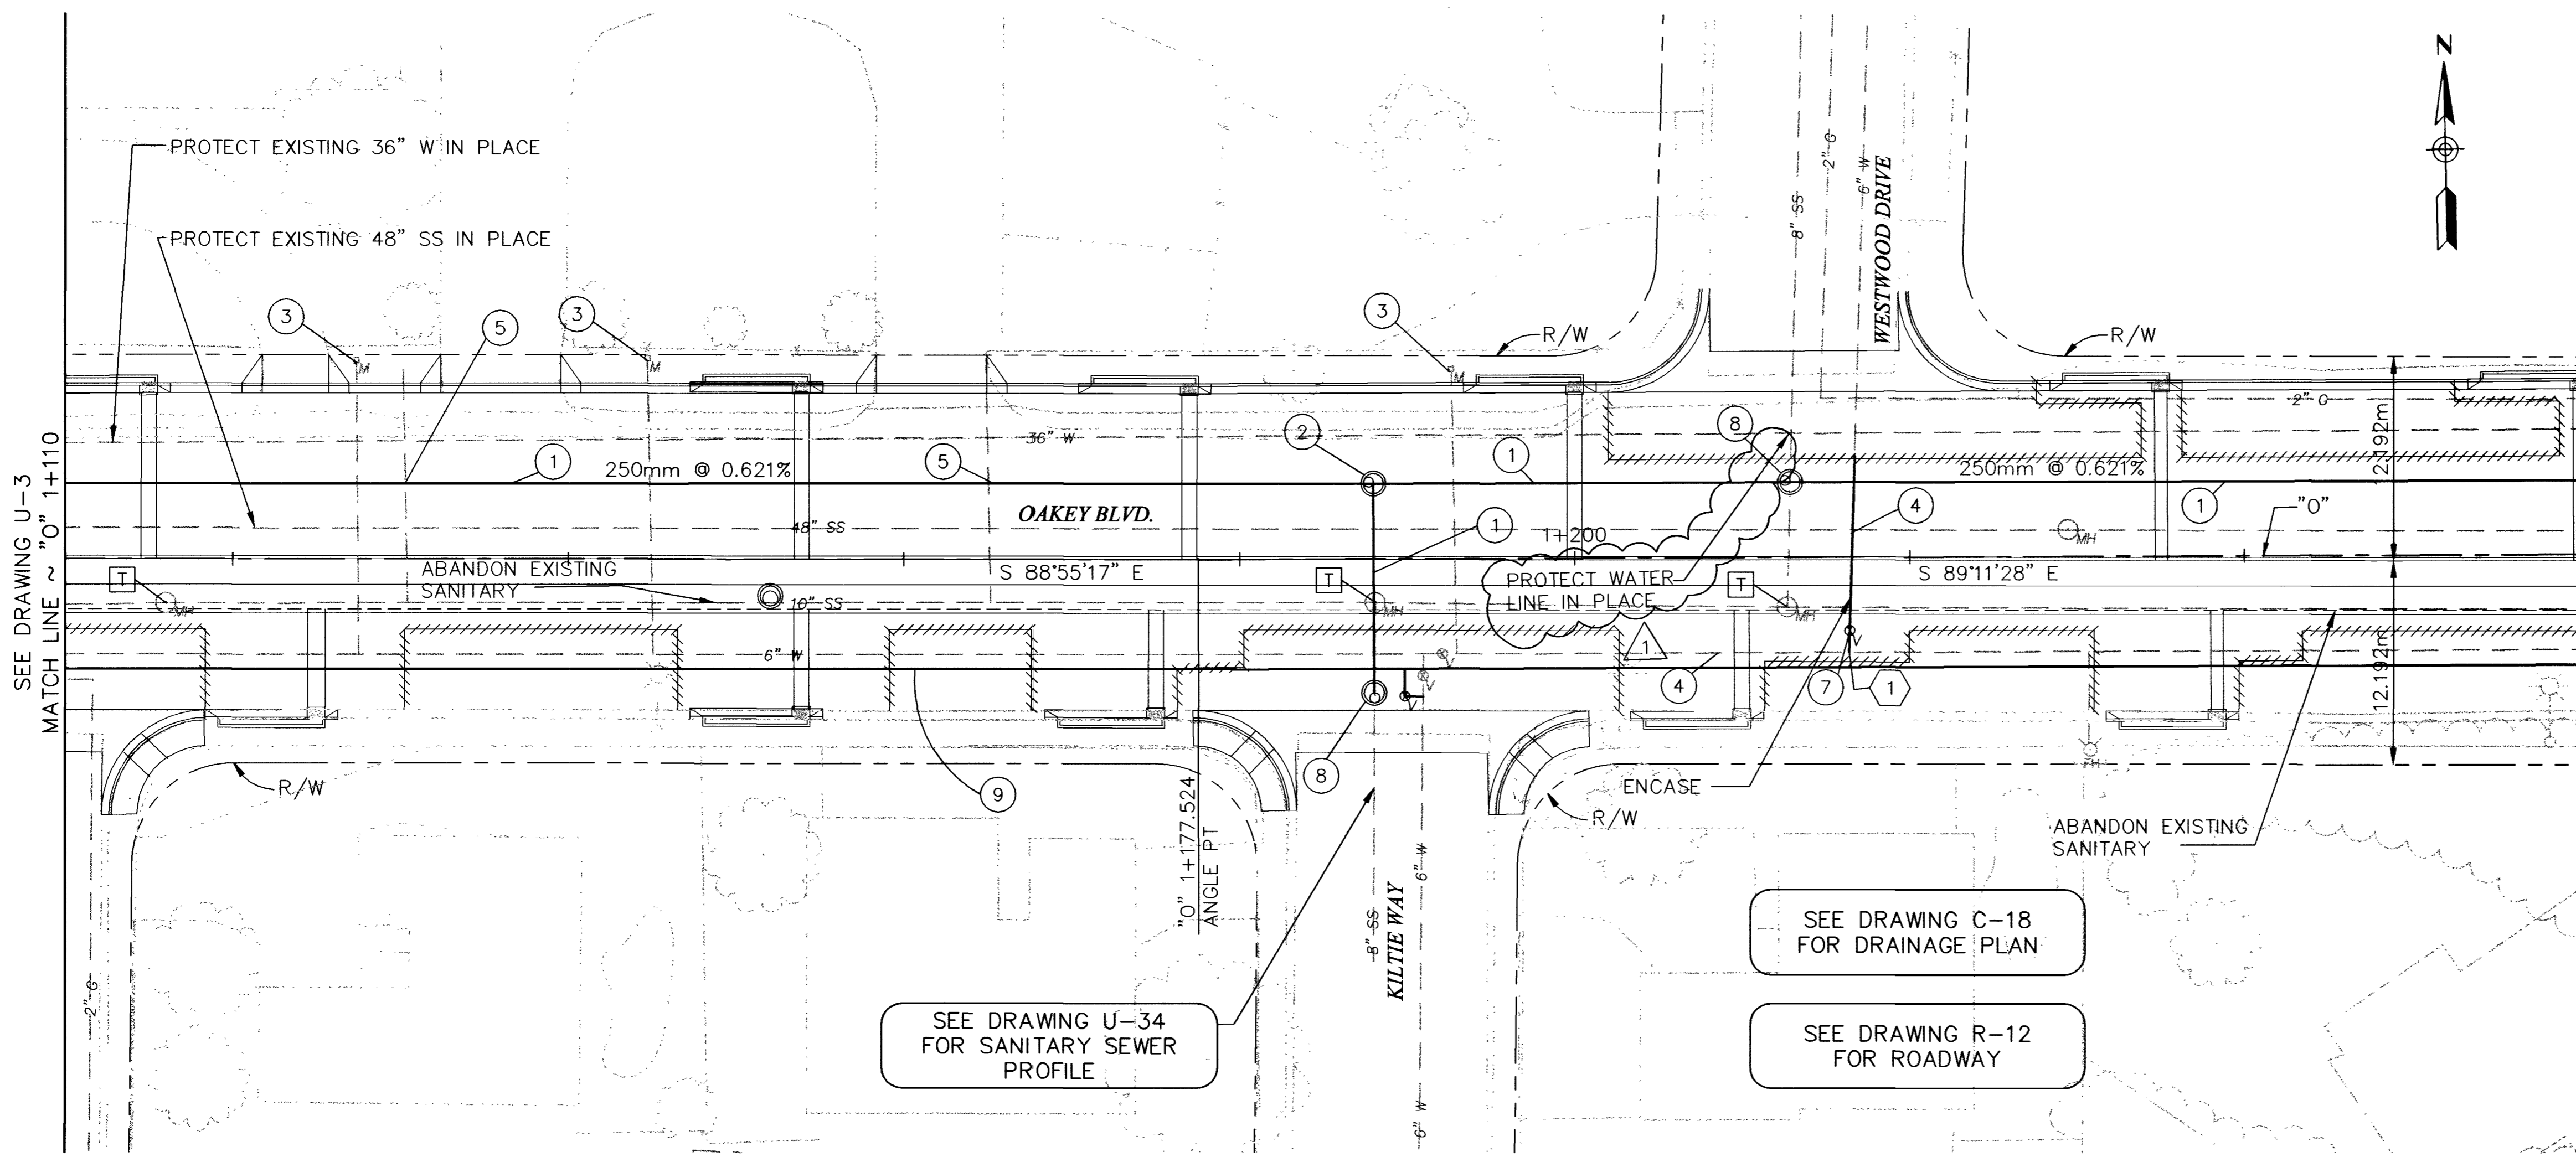 N
PROTECT EXISTING 36" W IN PLACE
PROTECT EXISTING 48" SS IN PLACE
2" G
6" W
8" SS
WESTWOOD DRIVE
3
5
3
3
R/W
R/W
M
M
M
2" G
12.192m
36" W
2
8
1
250mm @ 0.621%
5
1
250mm @ 0.621%
1
SEE DRAWING U-3
MATCH LINE ~ "O" 1+110
OAKEY BLVD.
48" SS
1
1+200
4
"O"
MH
T
ABANDON EXISTING
SANITARY
10" SS
MH
S 88°55'17" E
T
MH
PROTECT WATER
LINE IN PLACE
T
MH
S 89°11'28" E
6" W
V
V
V
1
4
7
V
1
12.192m
R/W
9
8
"O" 1+177.524
ANGLE PT
ENCASE
R/W
FH
ABANDON EXISTING
SANITARY
6" W
8" SS
KILTIE WAY
2" G
6" W
SEE DRAWING C-18
FOR DRAINAGE PLAN
SEE DRAWING U-34
FOR SANITARY SEWER
PROFILE
SEE DRAWING R-12
FOR ROADWAY